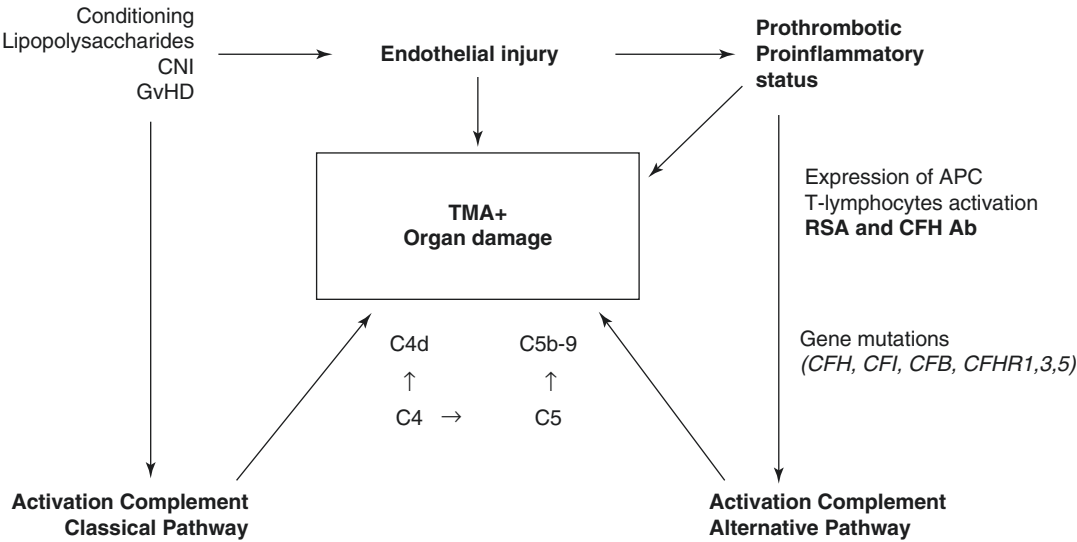 Conditioning
Lipopolysaccharides
CNI
GvHD
Endothelial injury
Prothrombotic
Proinflammatory
status
TMA+
Organ damage
Expression of APC
T-lymphocytes activation
RSA and CFH Ab
C4d C5b-9
↑ ↑
C4 → C5
Gene mutations
(CFH, CFI, CFB, CFHR1,3,5)
Activation Complement
Classical Pathway
Activation Complement
Alternative Pathway